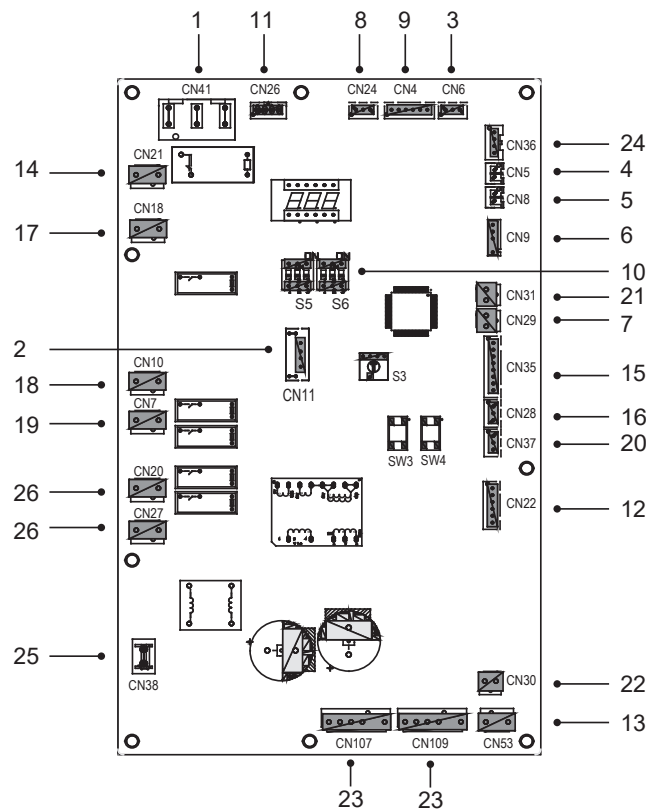 1 11 8 9 3
CN41 CN26 CN24 CN4 CN6
CN36 24
CN21 CN5 4
14
CN8 5
CN18
17 CN9 6
ON ON 10
S5 S6
CN31 21
CN29 7
2
CN11 S3
CN35 15
CN10
18
CN7 CN28 16
19
CN37 20
SW3 SW4
CN20
26
CN22 12
CN27
26
25
CN38
CN30 22
13
CN107 CN109 CN53
23 23